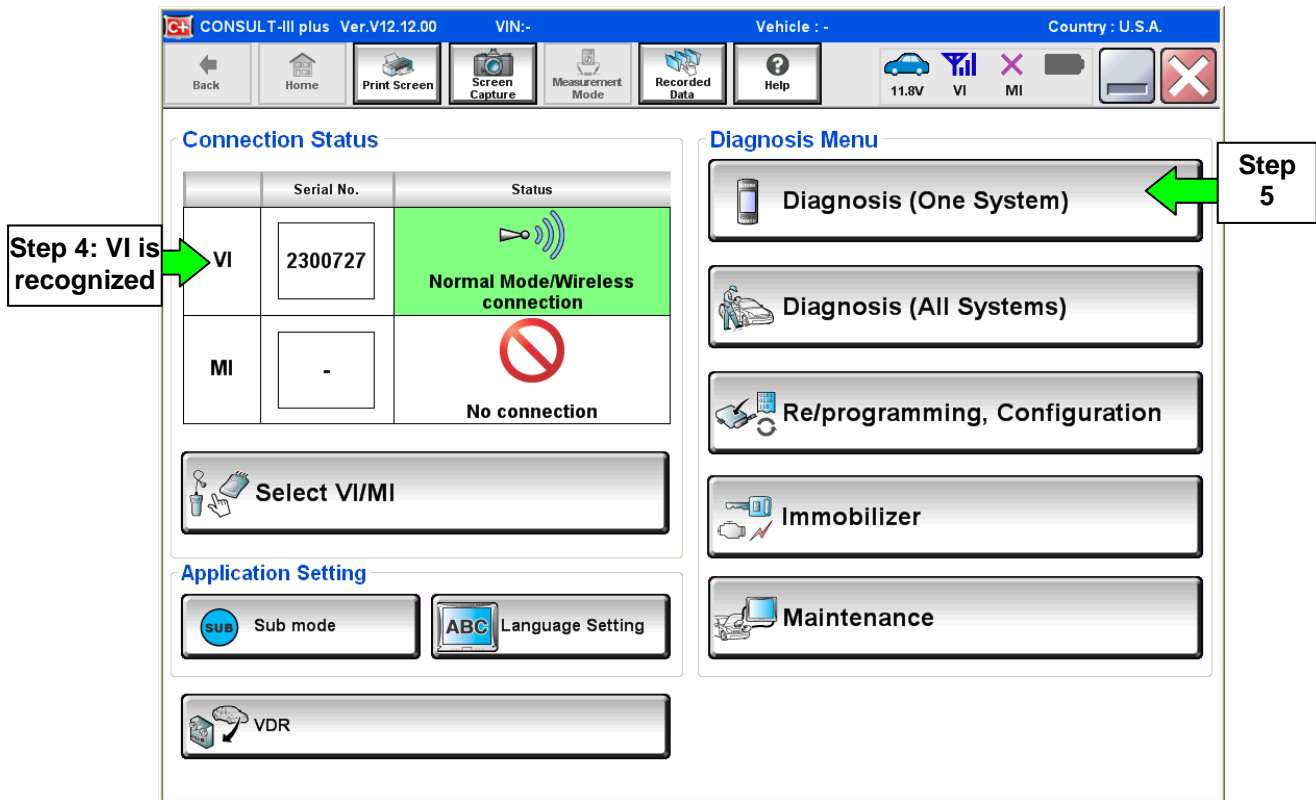 C+ CONSULT-III plus Ver.V12.12.00 VIN:- Vehicle : - Country : U.S.A.
Back
Home
Print Screen
Screen
Capture
Measurement
Mode
Recorded
Data
?
Help
11.8V
VI
MI
Connection Status
Serial No. Status
Step 4: VI is
recognized
VI
2300727
Normal Mode/Wireless
connection
MI
-
No connection
Select VI/MI
Application Setting
SUB Sub mode
ABC Language Setting
VDR
Diagnosis Menu
Diagnosis (One System)
Step
5
Diagnosis (All Systems)
Re/programming, Configuration
Immobilizer
Maintenance